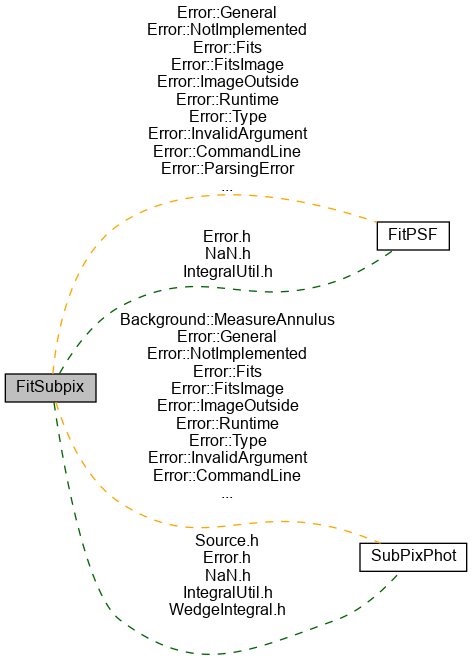 Error::General
Error::NotImplemented
Error::Fits
Error::FitsImage
Error::ImageOutside
Error::Runtime
Error::Type
Error::InvalidArgument
Error::CommandLine
Error::ParsingError
...
FitPSF
Error.h
NaN.h
IntegralUtil.h
Background::MeasureAnnulus
Error::General
Error::NotImplemented
Error::Fits
Error::FitsImage
Error::ImageOutside
Error::Runtime
Error::Type
Error::InvalidArgument
Error::CommandLine
...
FitSubpix
Source.h
Error.h
NaN.h
IntegralUtil.h
WedgeIntegral.h
SubPixPhot